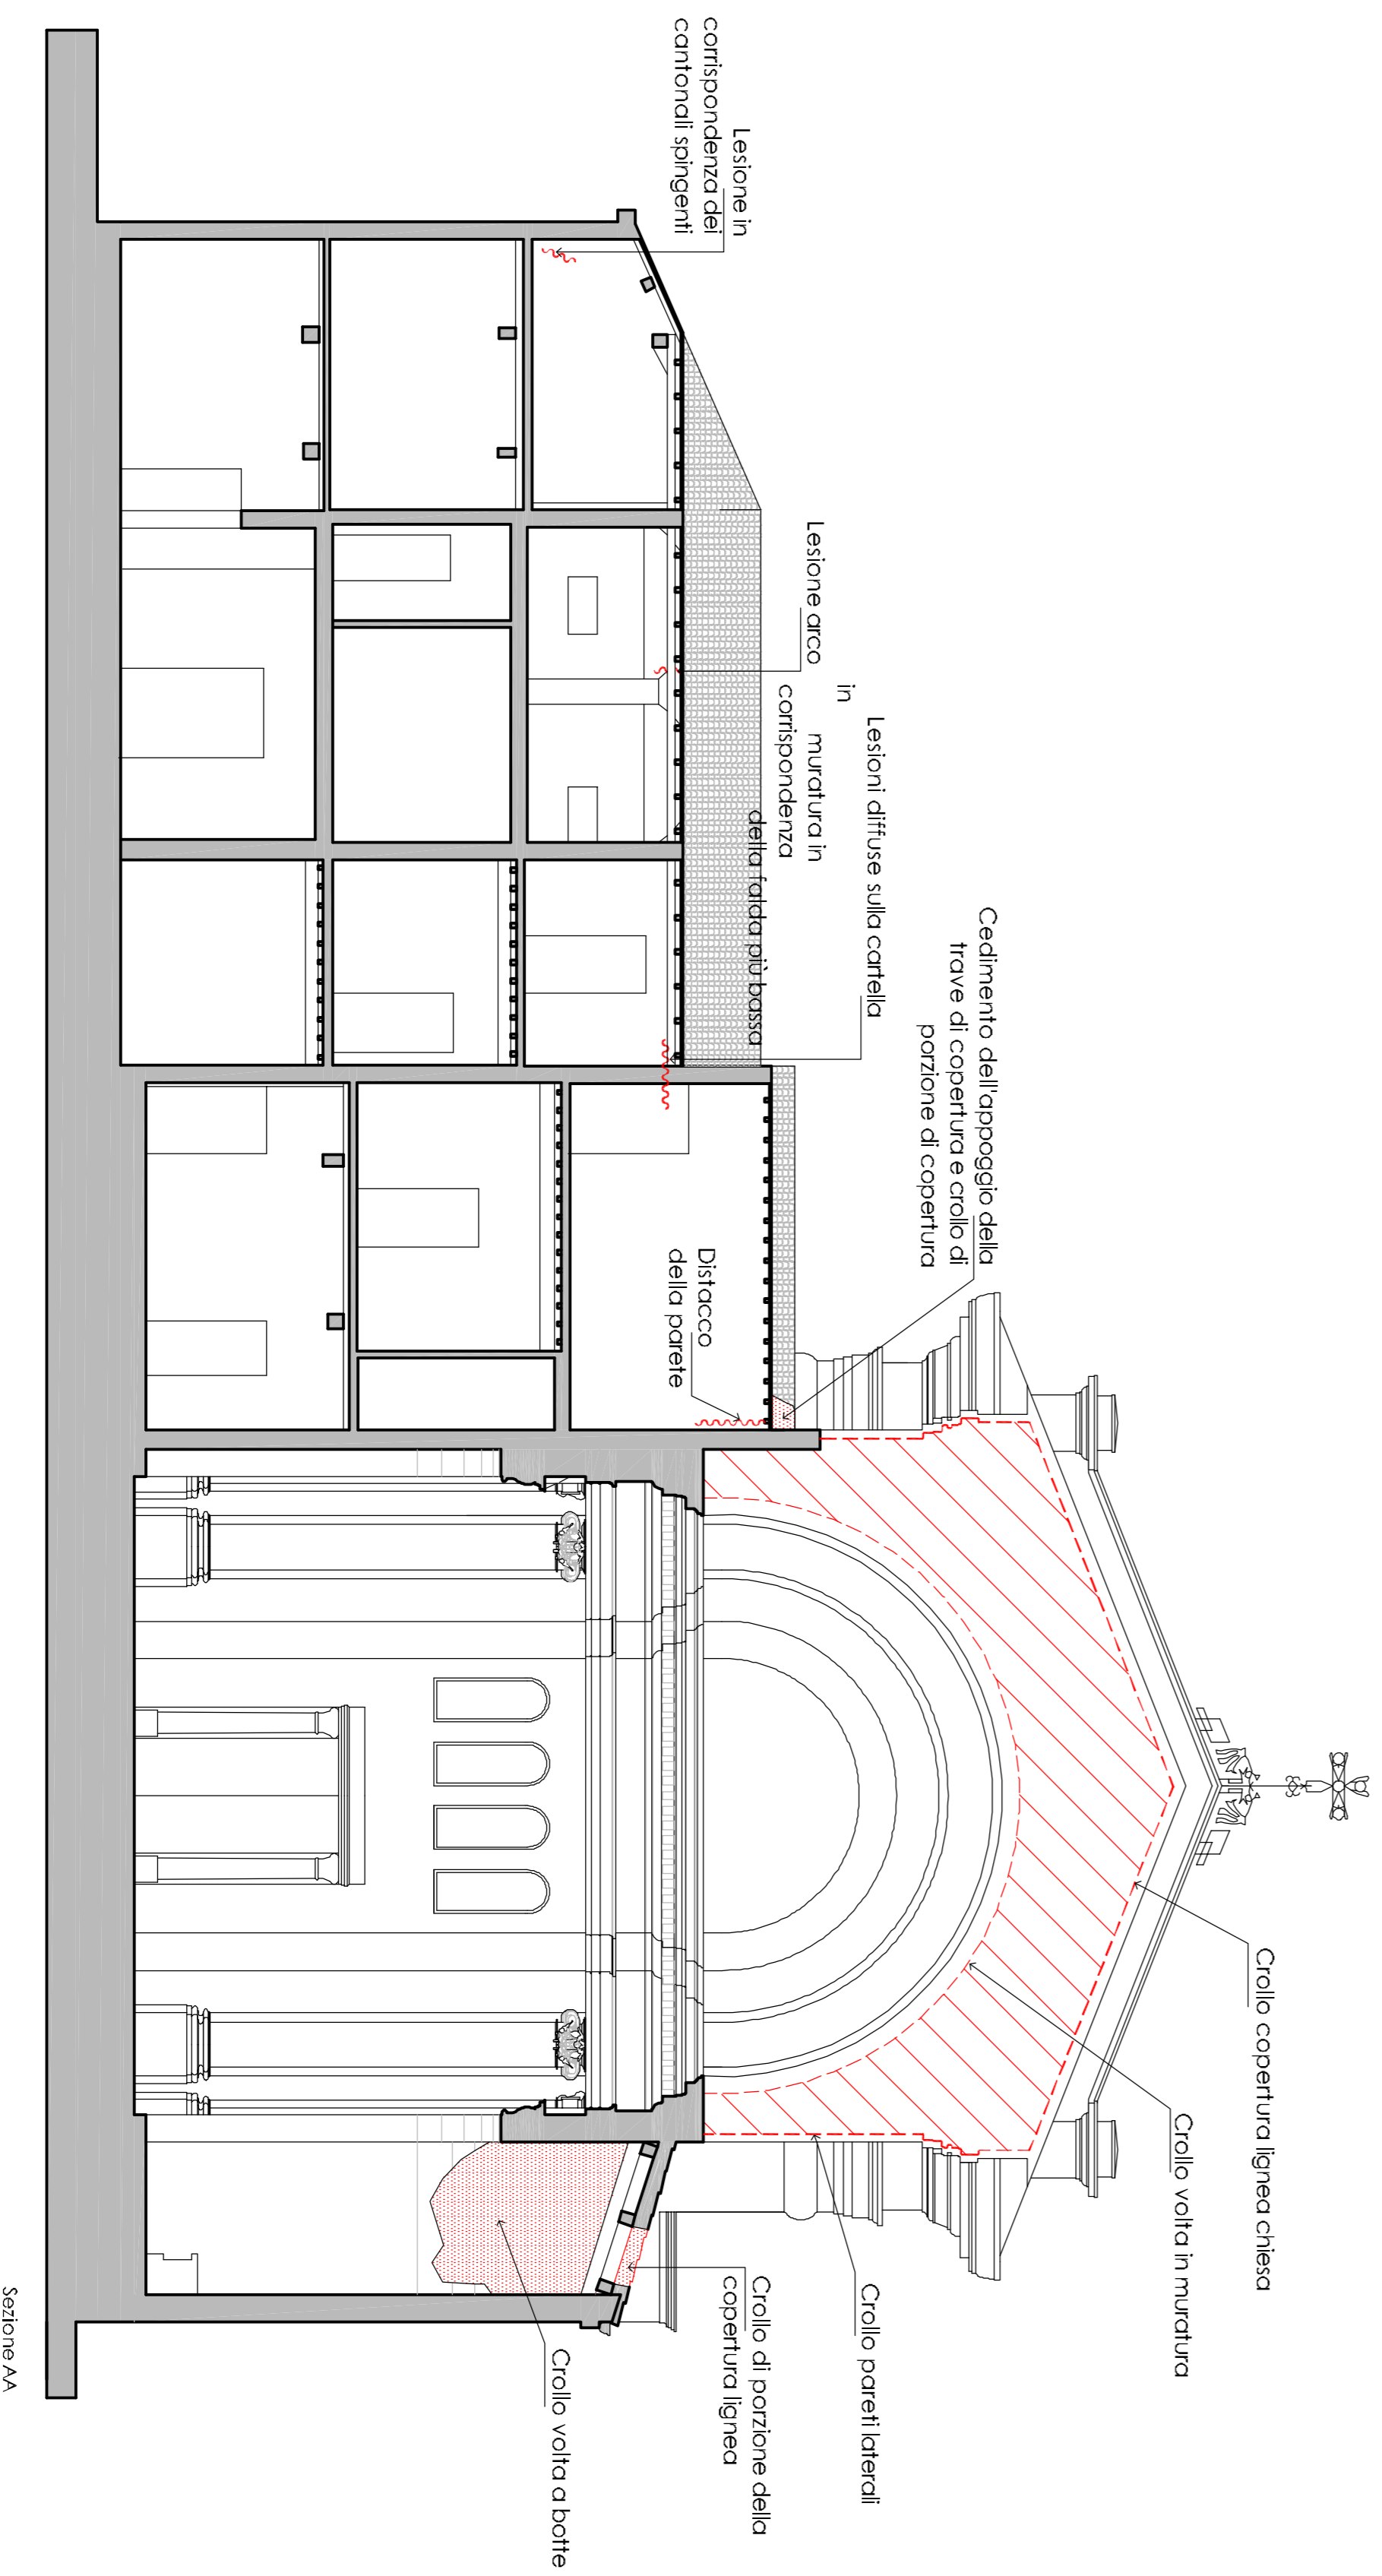 Lesione in
corrispondenza dei
cantonali spingenti
Lesione arco in muratura in
corrispondenza
della falda più bassa
Lesioni diffuse sulla cartella
Cedimento dell'appoggio della
trave di copertura e crollo di
porzione di copertura
Distacco
della parete
Crollo copertura lignea chiesa
Crollo volta in muratura
Crollo pareti laterali
Crollo di porzione della
copertura lignea
Crollo volta a botte
Sezione AA